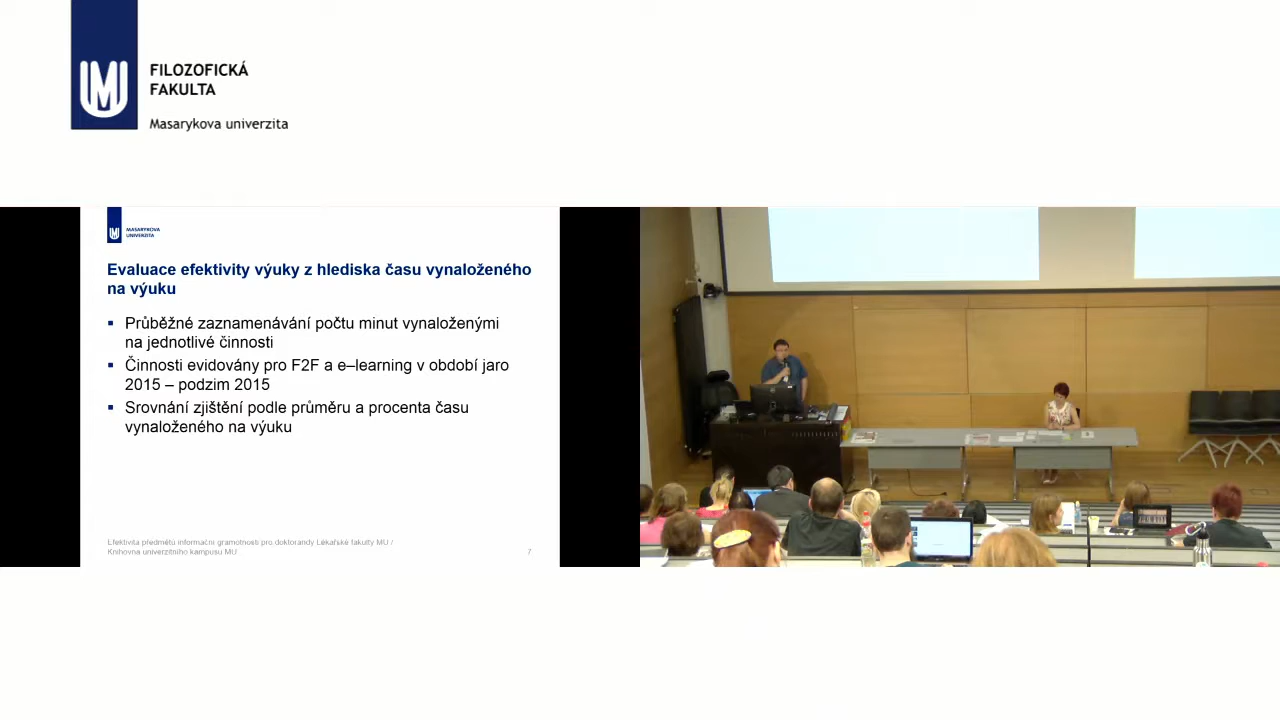 FILOZOFICKÁ
FAKULTA
Masarykova univerzita
MASARYKOVA
UNIVERZITA
Evaluace efektivity výuky z hlediska času vynaloženého
na výuku
▪ Průběžné zaznamenávání počtu minut vynaloženými
na jednotlivé činnosti
▪ Činnosti evidovány pro F2F a e–learning v období jaro
2015 – podzim 2015
▪ Srovnání zjištění podle průměru a procenta času
vynaloženého na výuku
Efektivita předmětů informační gramotnosti pro doktorandy Lékařské fakulty MU /
Knihovna univerzitního kampusu MU
7